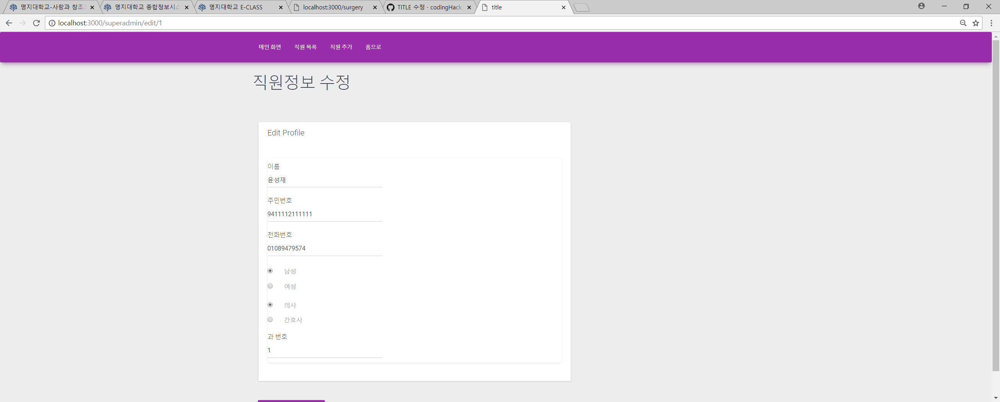 명지대학교-사랑과 창조의
명지대학교 종합정보시스
명지대학교 E-CLASS
localhost:3000/surgery
TITLE 수정 · codingHack
title
localhost:3000/superadmin/edit/1
메인 화면 직원 목록 직원 추가 홈으로
직원정보 수정
Edit Profile
이름
윤성재
주민번호
9411112111111
전화번호
01089479574
남성
여성
의사
간호사
과 번호
1